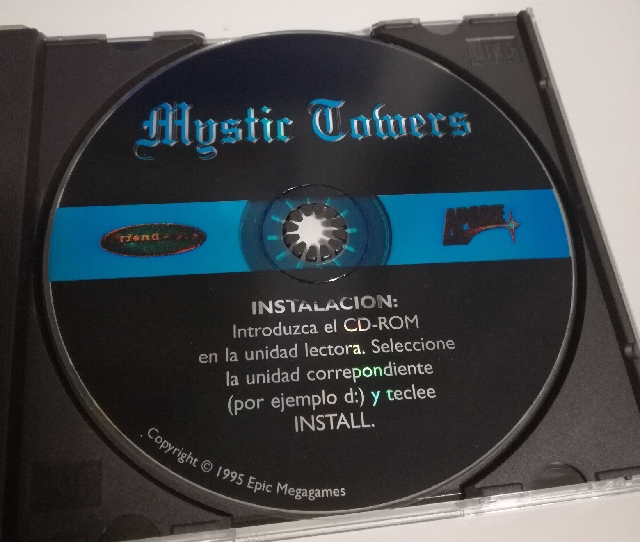 Mystic Towers
APOGEE
INSTALACION:
Introduzca el CD-ROM
en la unidad lectora. Seleccione
la unidad correpondiente
(por ejemplo d:) y teclee
INSTALL.
Copyright © 1995 Epic Megagames